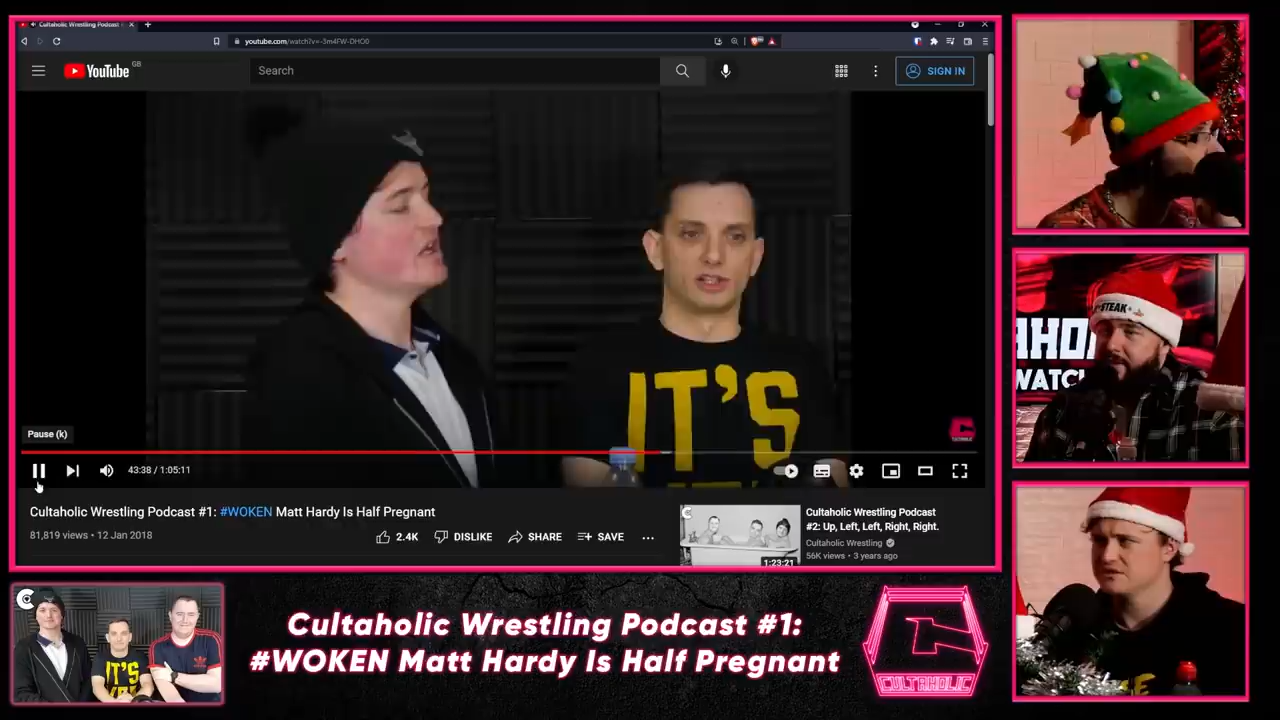 Cultaholic Wrestling Podcast
youtube.com/watch?v=-3m4FW-DHO0
YouTube GB
Search
SIGN IN
IT'S
CULTAHOLIC
Pause (k)
43:38 / 1:05:11
Cultaholic Wrestling Podcast #1: #WOKEN Matt Hardy Is Half Pregnant
81,819 views • 12 Jan 2018
2.4K
DISLIKE
SHARE
SAVE
Cultaholic Wrestling Podcast
#2: Up, Left, Left, Right, Right.
Cultaholic Wrestling
56K views • 3 years ago
1:23:21
STEAK
AHO
WATC
IT'S
Cultaholic Wrestling Podcast #1:
#WOKEN Matt Hardy Is Half Pregnant
CULTAHOLIC